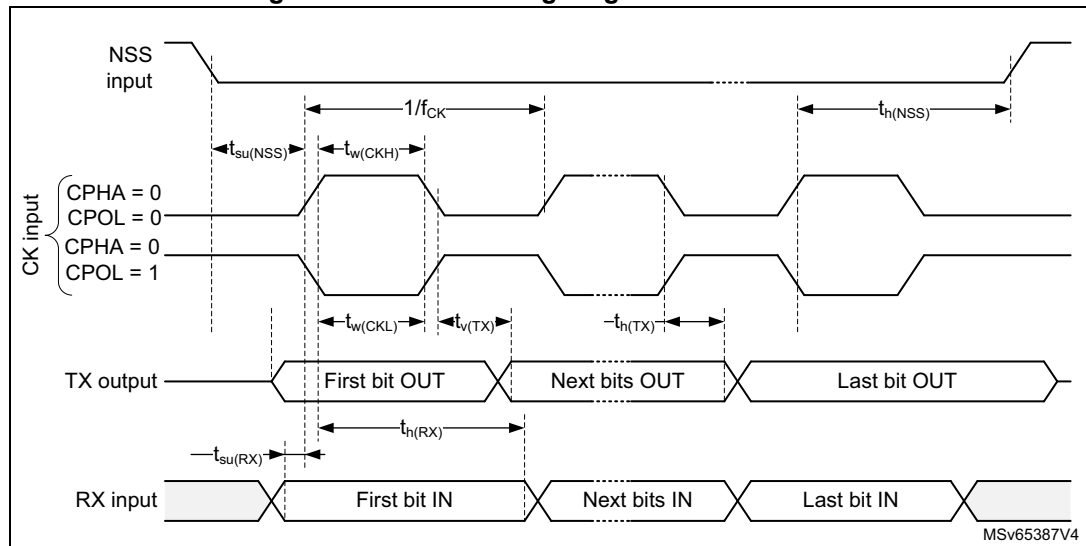 NSS
input
1/fCK
th(NSS)
tsu(NSS)
tw(CKH)
CK input
CPHA = 0
CPOL = 0
CPHA = 0
CPOL = 1
tw(CKL)
tv(TX)
th(TX)
TX output
First bit OUT
Next bits OUT
Last bit OUT
th(RX)
tsu(RX)
RX input
First bit IN
Next bits IN
Last bit IN
MSv65387V4